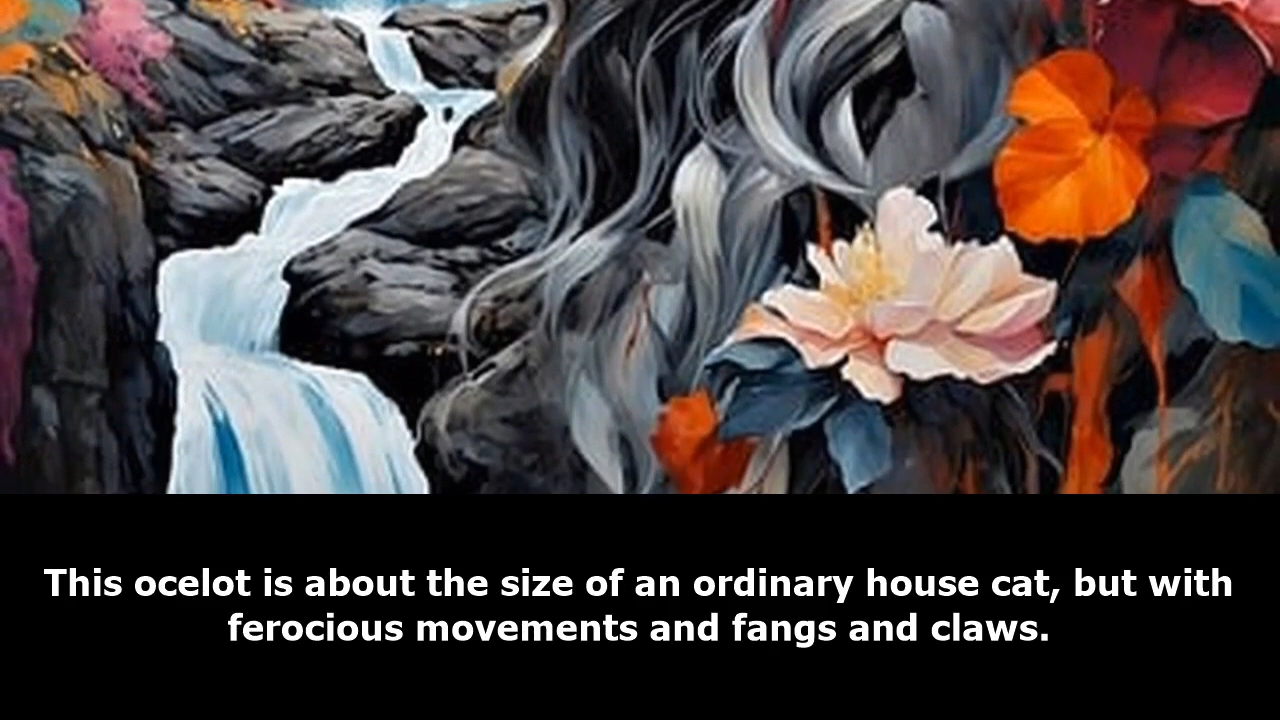 This ocelot is about the size of an ordinary house cat, but with
ferocious movements and fangs and claws.